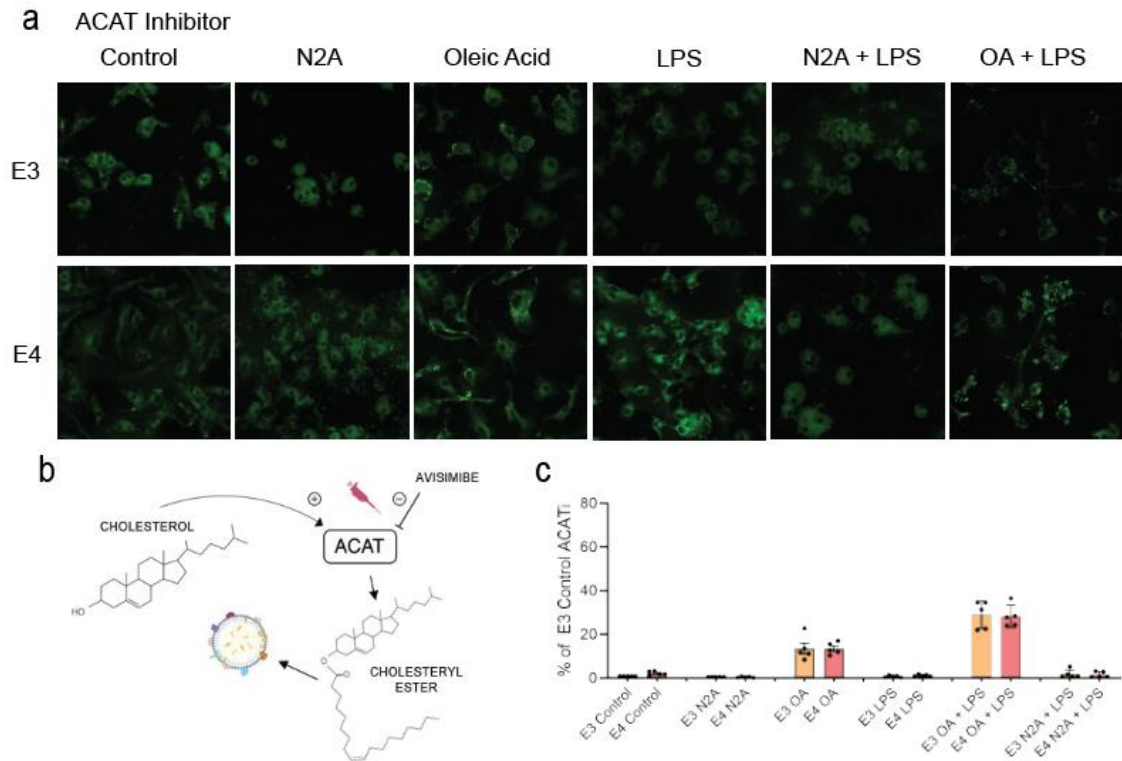 a
ACAT Inhibitor
Control N2A Oleic Acid LPS N2A + LPS OA + LPS
E3
E4
b
AVISIMIBE
+ −
CHOLESTEROL
ACAT
HO
O
O
CHOLESTERYL
ESTER
c
% of E3 Control ACATi
80
60
40
20
0
E3 Control
E4 Control
E3 N2A
E4 N2A
E3 OA
E4 OA
E3 LPS
E4 LPS
E3 OA + LPS
E4 OA + LPS
E3 N2A + LPS
E4 N2A + LPS